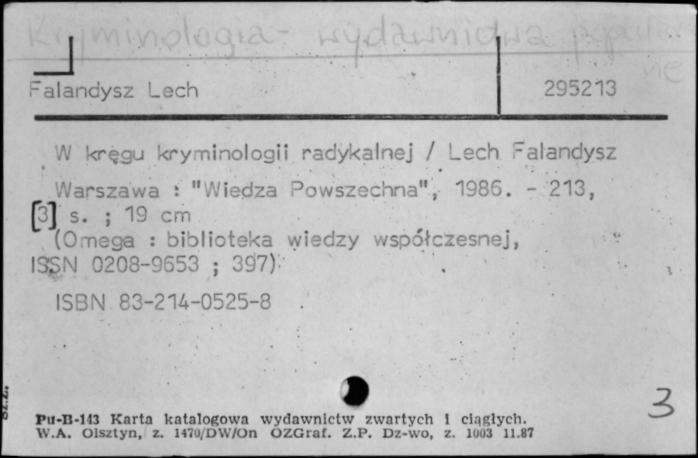 Kryminologia - wydawnictwa popularne
Falandysz Lech 295213
W kręgu kryminologii radykalnej / Lech Falandysz
Warszawa : "Wiedza Powszechna", 1986. - 213,
[3] s. ; 19 cm
(Omega : biblioteka wiedzy współczesnej,
ISSN 0208-9653 ; 397)
ISBN 83-214-0525-8
3
Pu-B-143 Karta katalogowa wydawnictw zwartych i ciągłych.
W.A. Olsztyn, z. 1470/DW/On OZGraf. Z.P. Dz-wo, z. 1003 11.87